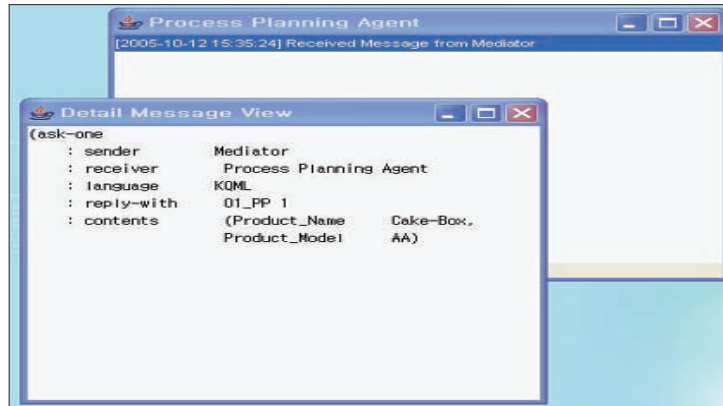 Process Planning Agent
[2005-10-12 15:35:24] Received Message from Mediator
Detail Message View
(ask-one
: sender Mediator
: receiver Process Planning Agent
: language KQML
: reply-with 01_PP 1
: contents (Product_Name Cake-Box,
Product_Model AA)